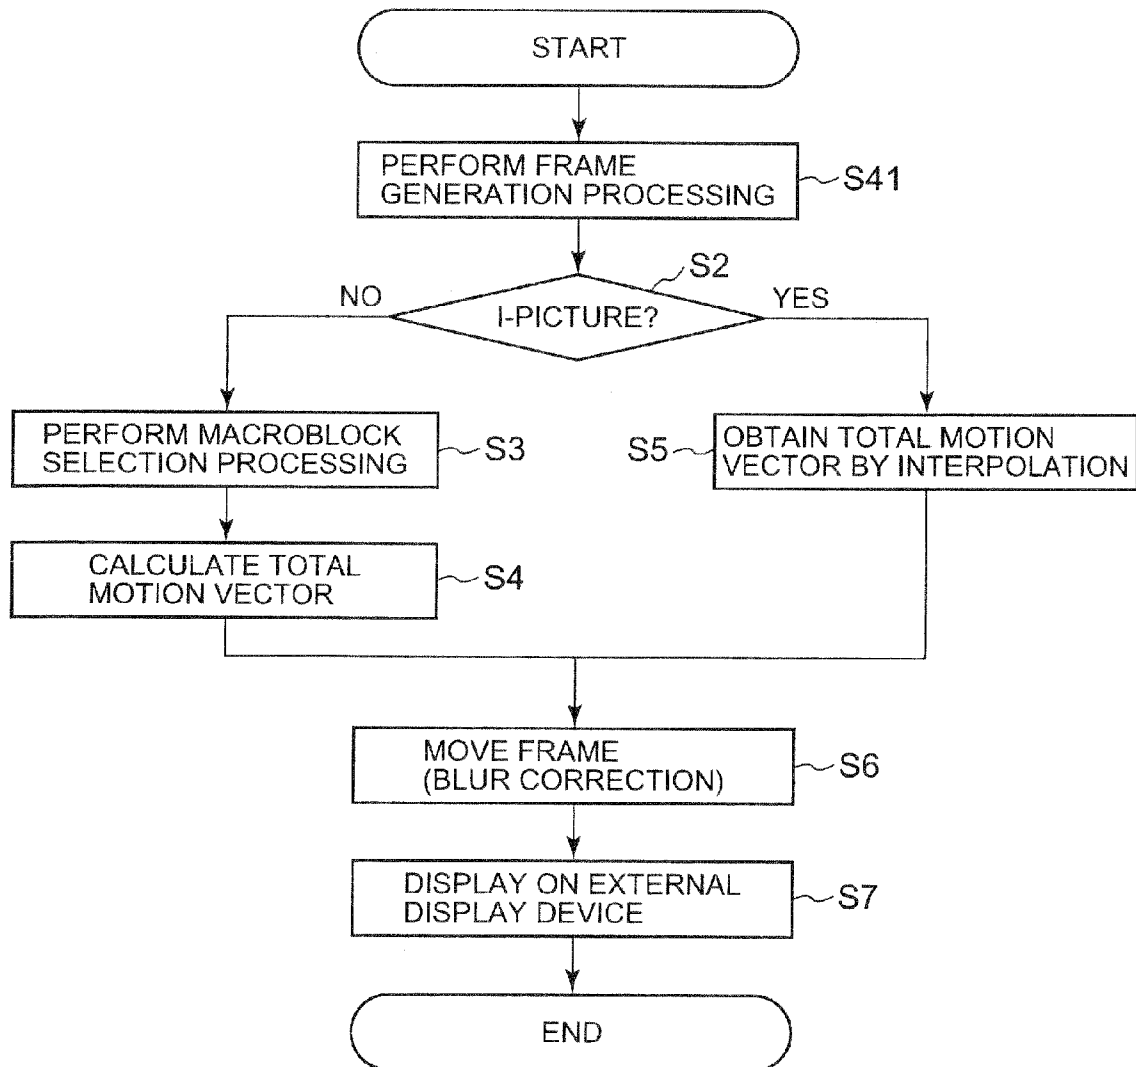 START
PERFORM FRAME
GENERATION PROCESSING
S41
S2
NO
I-PICTURE?
YES
PERFORM MACROBLOCK
SELECTION PROCESSING
S3
S5
OBTAIN TOTAL MOTION
VECTOR BY INTERPOLATION
CALCULATE TOTAL
MOTION VECTOR
S4
MOVE FRAME
(BLUR CORRECTION)
S6
DISPLAY ON EXTERNAL
DISPLAY DEVICE
S7
END